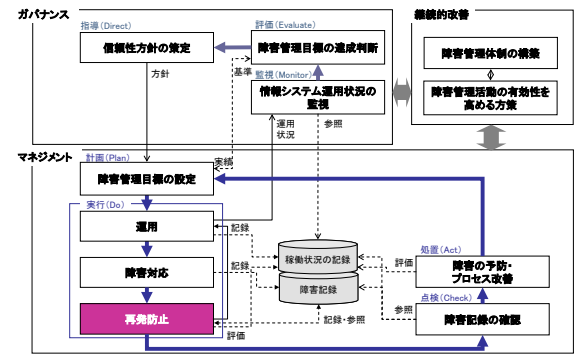 ガバナンス
指導(Direct)
信頼性方針の策定
評価(Evaluate)
障害管理目標の達成判断
方針
基準
監視(Monitor)
情報システム運用状況の
監視
運用
状況
参照
継続的改善
障害管理体制の構築
障害管理活動の有効性を
高める方策
マネジメント
計画(Plan)
障害管理目標の設定
実績
実行(Do)
運用
記録
障害対応
記録
再発防止
評価
記録・参照
稼働状況の記録
障害記録
処置(Act)
障害の予防・
プロセス改善
評価
点検(Check)
障害記録の確認
参照